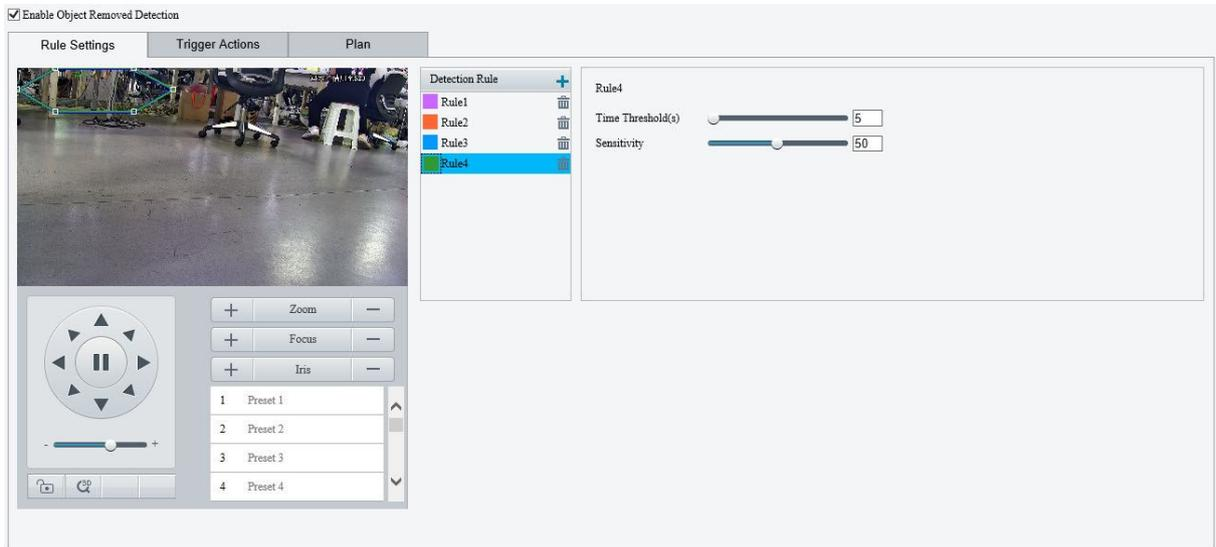 Enable Object Removed Detection
Rule Settings
Trigger Actions
Plan
Detection Rule
Rule1
Rule2
Rule3
Rule4
Rule4
Time Threshold(s)
5
Sensitivity
50
+ Zoom −
+ Focus −
+ Iris −
- +
3D
1 Preset 1
2 Preset 2
3 Preset 3
4 Preset 4